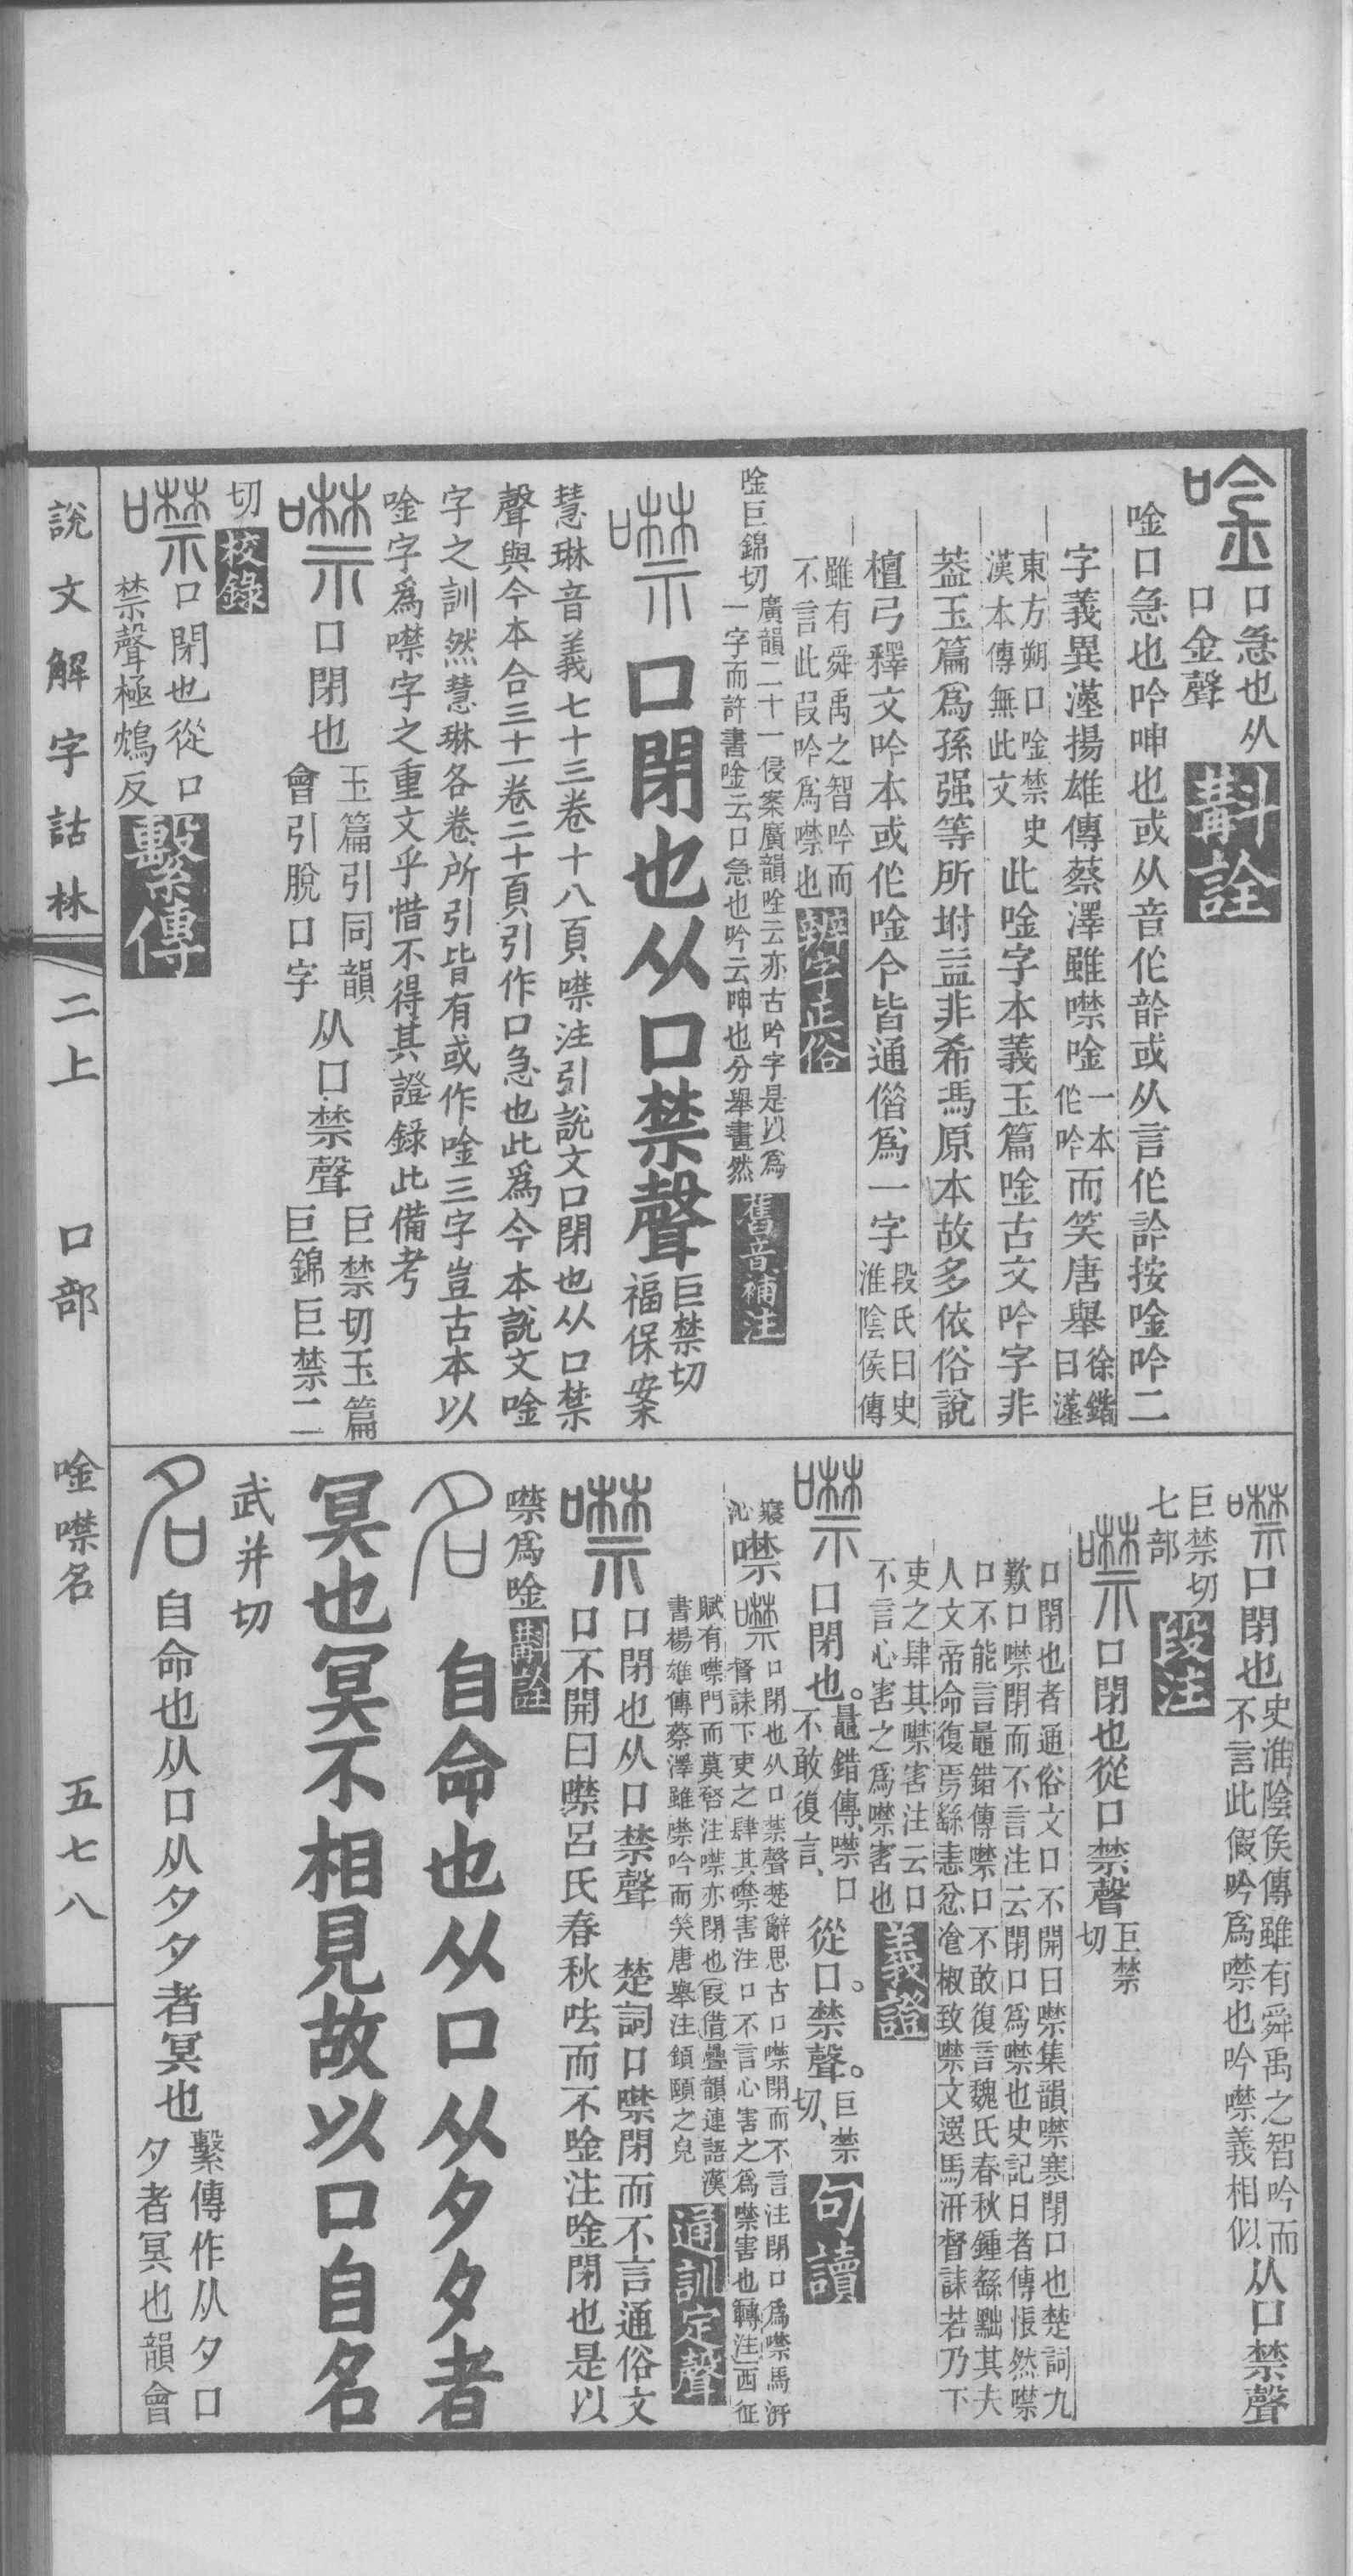 唫 口急也从
口金聲 斠詮
唫口急也吟呻也或从音作䪩或从言作訡按唫吟二
字義異漢揚雄傳蔡澤雖噤唫 一本
作吟 而笑唐舉 徐鍇
曰漢
東方朔口唫禁 史
漢本傳無此文 此唫字本義玉篇唫古文吟字非
葢玉篇爲孫强等所坿益非希馮原本故多依俗說
檀弓釋文吟本或作唫今皆通偺爲一字 段氏曰史
淮陰侯傳
雖有舜禹之智吟而
不言此叚吟爲噤也 辨字正俗
唫巨錦切 廣韻二十一侵案廣韻唫云亦古吟字是以爲
一字而許書唫云口急也吟云呻也分舉畫然 舊音補注
噤 口閉也从口禁聲 巨禁切
福保案
慧琳音義七十三卷十八頁噤注引說文口閉也从口禁
聲與今本合三十一卷二十頁引作口急也此爲今本說文唫
字之訓然慧琳各卷所引皆有或作唫三字豈古本以
唫字爲噤字之重文乎惜不得其證錄此備考
噤 口閉也 玉篇引同韻
會引脫口字 从口禁聲 巨禁切玉篇
巨錦巨禁二
切 校錄
噤 口閉也從口
禁聲極鴆反 繫傳
噤 口閉也 史淮陰矦傳雖有舜禹之智吟而
不言此假吟爲噤也吟噤義相似 从口禁聲
巨禁切
七部 段注
噤 口閉也從口禁聲 巨禁
切
口閉也者通俗文口不開曰噤集韻噤寒閉口也楚詞九
歎口噤閉而不言注云閉口爲噤也史記日者傳悵然噤
口不能言鼂錯傳噤口不敢復言魏氏春秋鍾繇黜其夫
人文帝命復焉繇恚忿飡椒致噤文選馬汧督誄若乃下
吏之肆其噤害注云口
不言心害之爲噤害也 義證
噤 口閉也。 鼂錯傳噤口
不敢復言、 從口。禁聲。 巨禁
切、 句讀
寢
沁 噤 噤 口閉也从口禁聲楚辭思古口噤閉而不言注閉口爲噤馬汧
督誄下吏之肆其噤害注口不言心害之爲噤害也轉注西征
賦有噤門而莫啓注噤亦閉也叚借疊韻連語漢
書楊雄傳蔡澤雖噤吟而笑唐舉注頷頤之皃 通訓定聲
噤 口閉也从口禁聲 楚詞口噤閉而不言通俗文
口不開曰噤呂氏春秋呿而不唫注唫閉也是以
噤爲唫 斠詮
名 自命也从口从夕夕者
冥也冥不相見故以口自名
武并切
名 自命也从口从夕夕者冥也 繫傳作从夕口
夕者冥也韻會
說文解字詁林 二上 口部 唫噤名 五七八